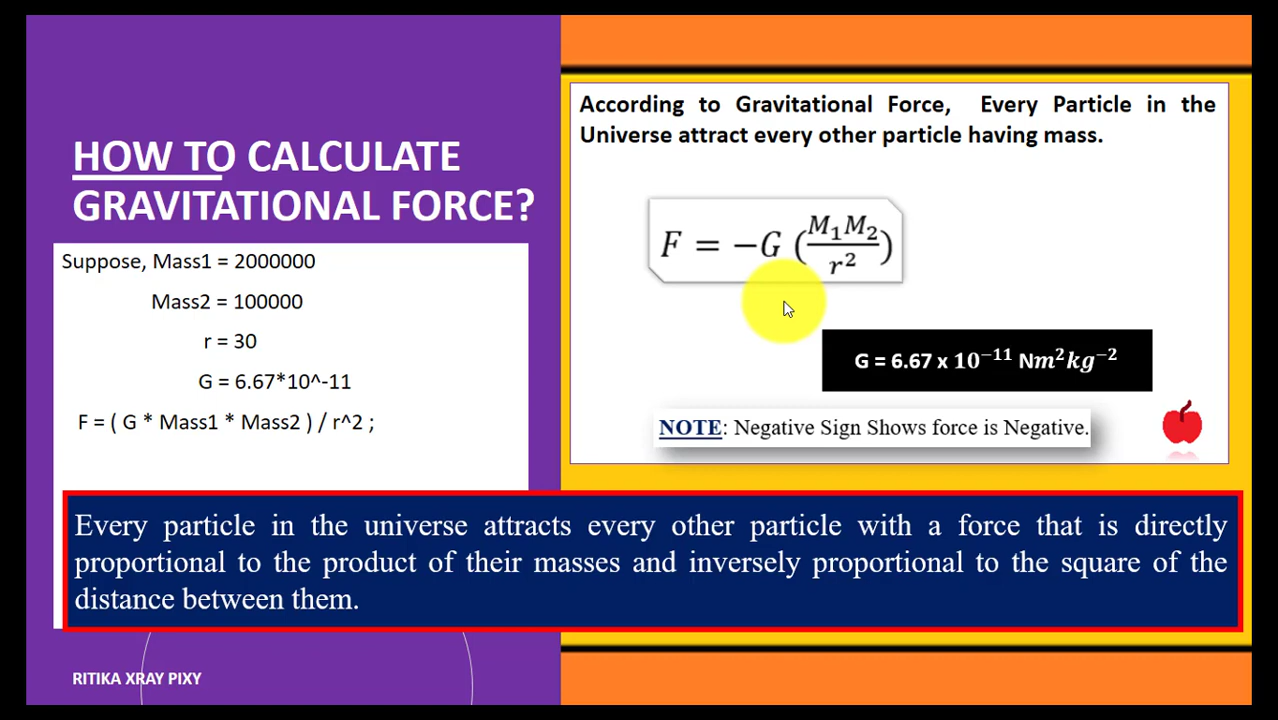 HOW TO CALCULATE
GRAVITATIONAL FORCE?
Suppose, Mass1 = 2000000
Mass2 = 100000
r = 30
G = 6.67*10^-11
F = ( G * Mass1 * Mass2 ) / r^2 ;
According to Gravitational Force, Every Particle in the
Universe attract every other particle having mass.
F = −G (M₁M₂/r²)
G = 6.67 x 10⁻¹¹ Nm²kg⁻²
NOTE: Negative Sign Shows force is Negative.
Every particle in the universe attracts every other particle with a force that is directly
proportional to the product of their masses and inversely proportional to the square of the
distance between them.
RITIKA XRAY PIXY